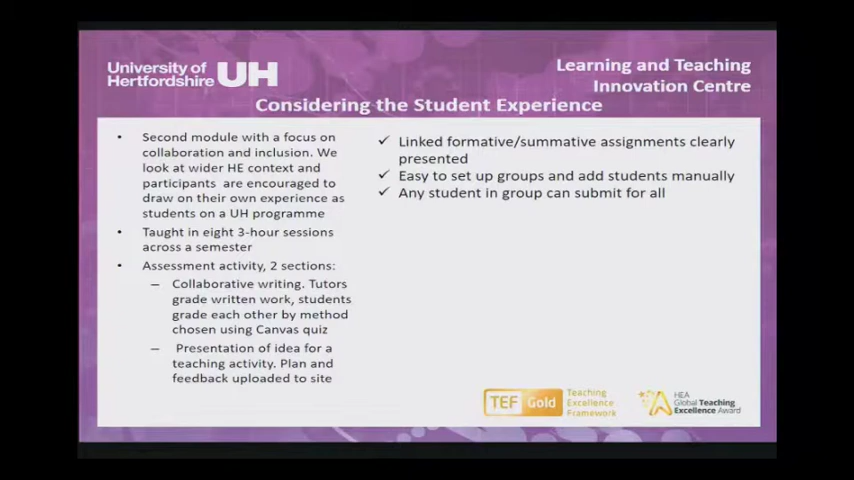 University of
Hertfordshire UH
Learning and Teaching
Innovation Centre
Considering the Student Experience
• Second module with a focus on
collaboration and inclusion. We
look at wider HE context and
participants are encouraged to
draw on their own experience as
students on a UH programme
• Taught in eight 3-hour sessions
across a semester
• Assessment activity, 2 sections:
– Collaborative writing. Tutors
grade written work, students
grade each other by method
chosen using Canvas quiz
– Presentation of idea for a
teaching activity. Plan and
feedback uploaded to site
✓ Linked formative/summative assignments clearly
presented
✓ Easy to set up groups and add students manually
✓ Any student in group can submit for all
TEF Gold
Teaching
Excellence
Framework
HEA
Global Teaching
Excellence Award